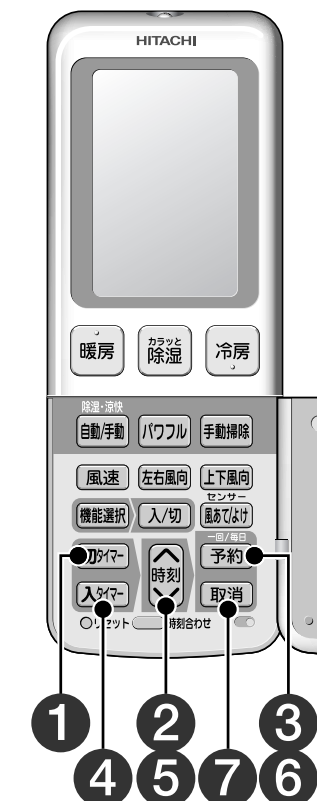 HITACHI
暖房 カラッと除湿 冷房
除湿・涼快
自動/手動 パワフル 手動掃除
風速 左右風向 上下風向
センサー
機能選択 入/切 風あて/よけ
一回/毎日
切タイマー 時刻 予約
入タイマー 取消
リセット 時刻合わせ
1 2 3
4 5 7 6